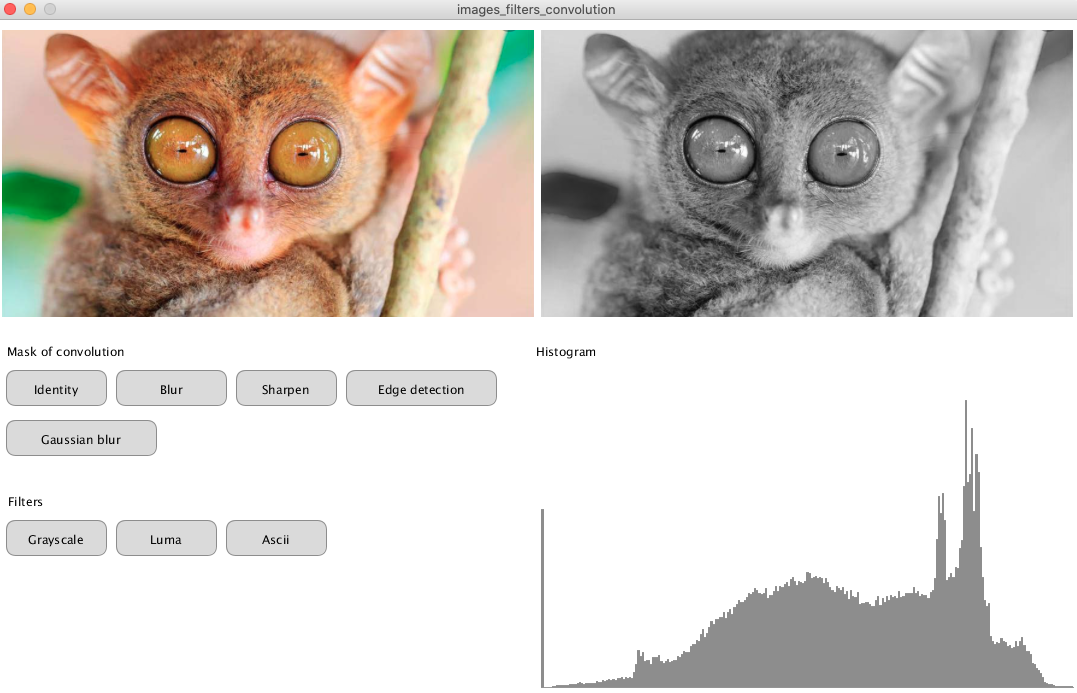 images_filters_convolution
Mask of convolution
Histogram
Identity
Blur
Sharpen
Edge detection
Gaussian blur
Filters
Grayscale
Luma
Ascii